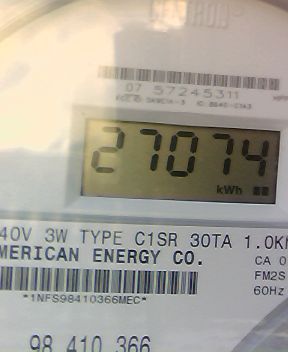 07 57245311
27074
kWh
40V 3W TYPE C1SR 30TA 1.0K
MERICAN ENERGY CO.
CA 0
FM2S
60Hz
*1NFS98410366MEC*
98 410 366